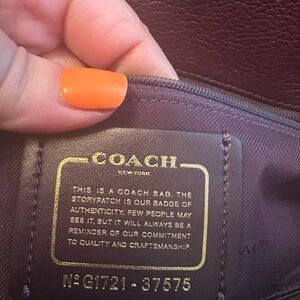 COACH
NEW YORK
THIS IS A COACH BAG. THE
STORYPATCH IS OUR BADGE OF
AUTHENTICITY. FEW PEOPLE MAY
SEE IT, BUT IT WILL ALWAYS BE A
REMINDER OF OUR COMMITMENT
TO QUALITY AND CRAFTSMANSHIP.
Nº G1721 - 37575